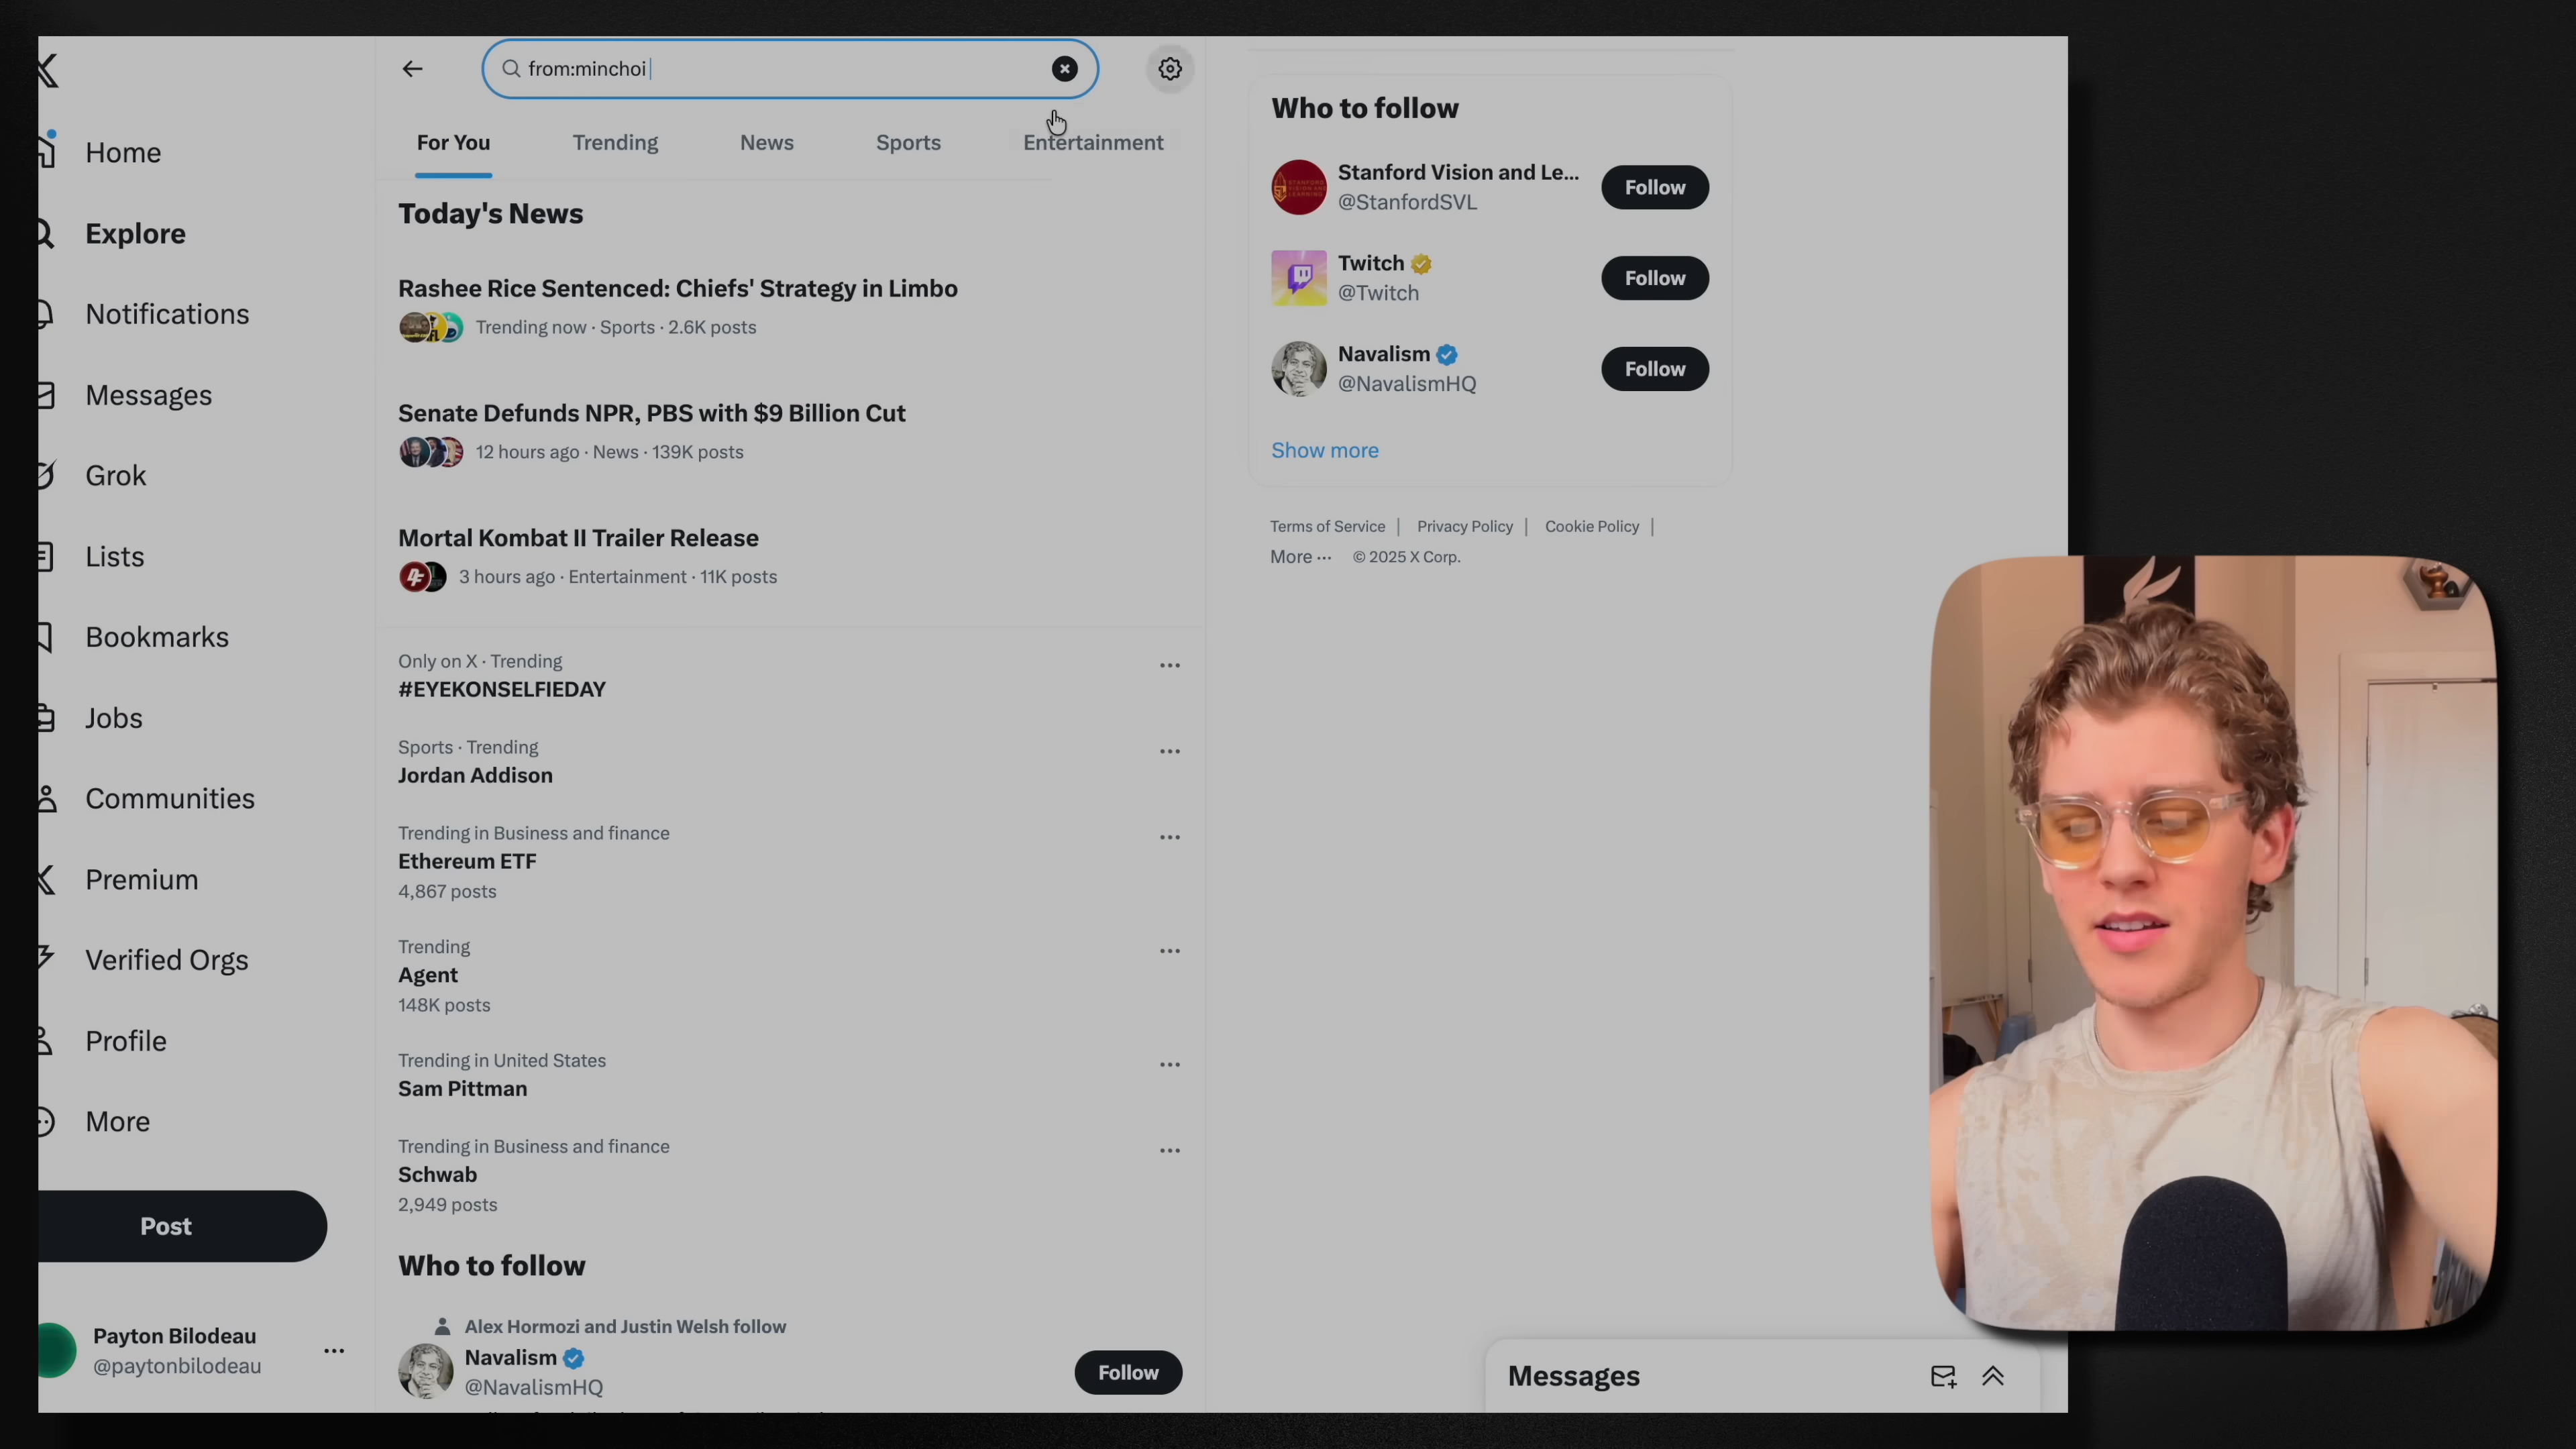 from:minchoi
Home
Explore
Notifications
Messages
Grok
Lists
Bookmarks
Jobs
Communities
Premium
Verified Orgs
Profile
More
Post
Payton Bilodeau
@paytonbilodeau
For You
Trending
News
Sports
Entertainment
Today's News
Rashee Rice Sentenced: Chiefs' Strategy in Limbo
Trending now · Sports · 2.6K posts
Senate Defunds NPR, PBS with $9 Billion Cut
12 hours ago · News · 139K posts
Mortal Kombat II Trailer Release
3 hours ago · Entertainment · 11K posts
Only on X · Trending
#EYEKONSELFIEDAY
Sports · Trending
Jordan Addison
Trending in Business and finance
Ethereum ETF
4,867 posts
Trending
Agent
148K posts
Trending in United States
Sam Pittman
Trending in Business and finance
Schwab
2,949 posts
Who to follow
Alex Hormozi and Justin Welsh follow
Navalism
@NavalismHQ
Follow
Who to follow
Stanford Vision and Le...
@StanfordSVL
Follow
Twitch
@Twitch
Follow
Navalism
@NavalismHQ
Follow
Show more
Terms of Service | Privacy Policy | Cookie Policy |
More ··· © 2025 X Corp.
Messages